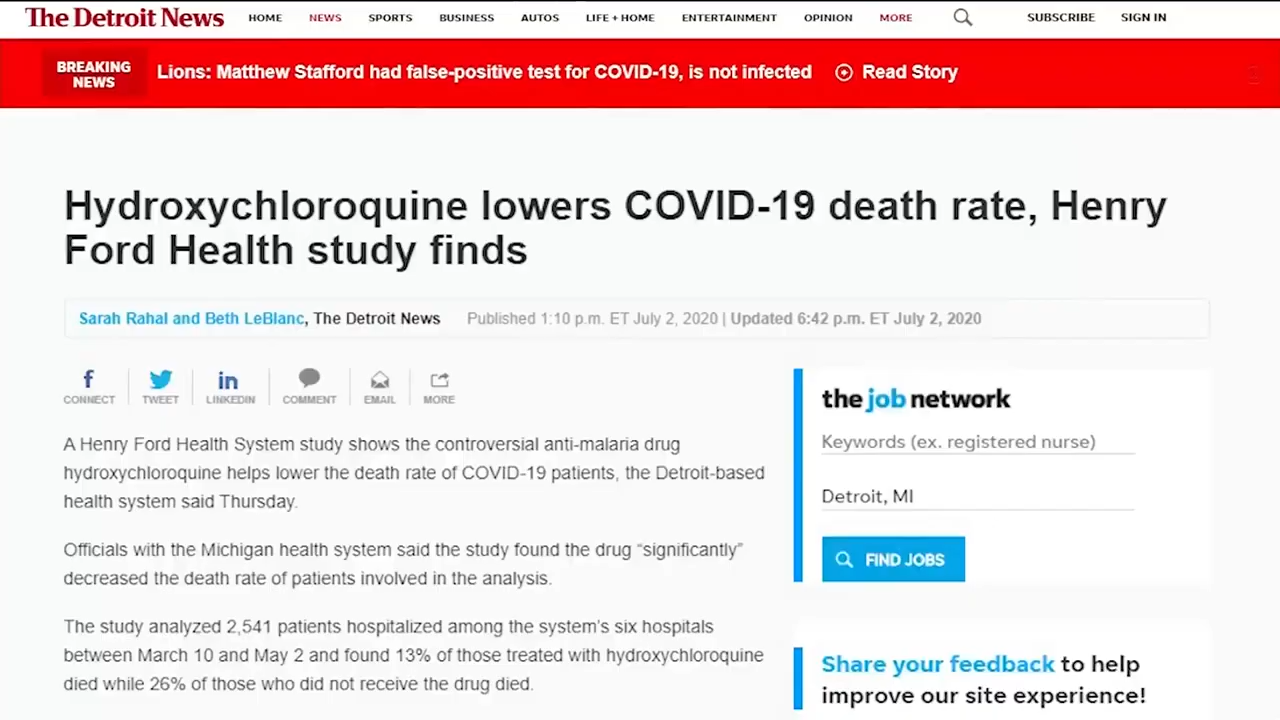 The Detroit News HOME NEWS SPORTS BUSINESS AUTOS LIFE + HOME ENTERTAINMENT OPINION MORE SUBSCRIBE SIGN IN
BREAKING NEWS
Lions: Matthew Stafford had false-positive test for COVID-19, is not infected Read Story
Hydroxychloroquine lowers COVID-19 death rate, Henry
Ford Health study finds
Sarah Rahal and Beth LeBlanc, The Detroit News Published 1:10 p.m. ET July 2, 2020 | Updated 6:42 p.m. ET July 2, 2020
f in
CONNECT TWEET LINKEDIN COMMENT EMAIL MORE
A Henry Ford Health System study shows the controversial anti-malaria drug
hydroxychloroquine helps lower the death rate of COVID-19 patients, the Detroit-based
health system said Thursday.
Officials with the Michigan health system said the study found the drug “significantly”
decreased the death rate of patients involved in the analysis.
The study analyzed 2,541 patients hospitalized among the system’s six hospitals
between March 10 and May 2 and found 13% of those treated with hydroxychloroquine
died while 26% of those who did not receive the drug died.
the job network
Keywords (ex. registered nurse)
Detroit, MI
FIND JOBS
Share your feedback to help
improve our site experience!